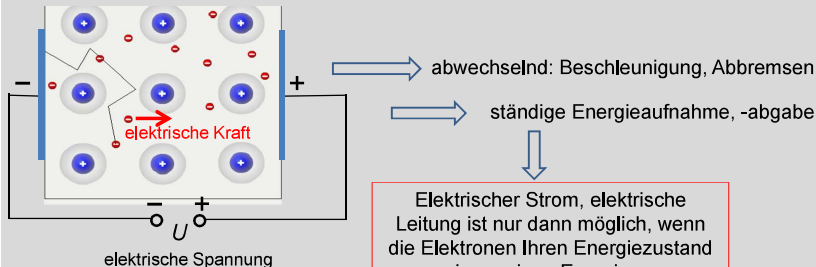 − +
elektrische Kraft
− +
U
elektrische Spannung
abwechselnd: Beschleunigung, Abbremsen
ständige Energieaufnahme, -abgabe
Elektrischer Strom, elektrische
Leitung ist nur dann möglich, wenn
die Elektronen Ihren Energiezustand